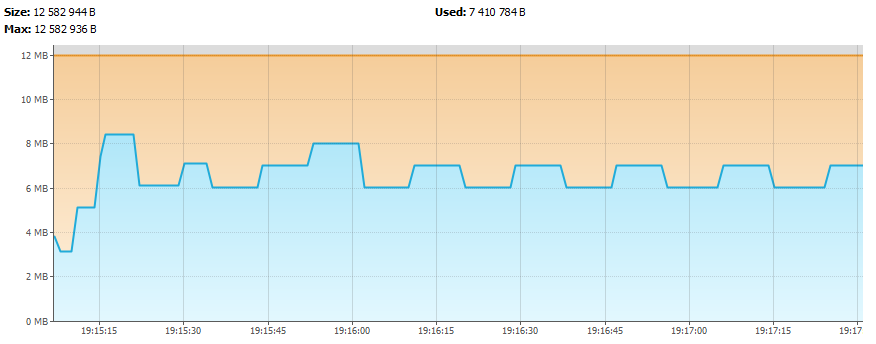 Size: 12 582 944 B
Used: 7 410 784 B
Max: 12 582 936 B
12 MB
10 MB
8 MB
6 MB
4 MB
2 MB
0 MB
19:15:15 19:15:30 19:15:45 19:16:00 19:16:15 19:16:30 19:16:45 19:17:00 19:17:15 19:17